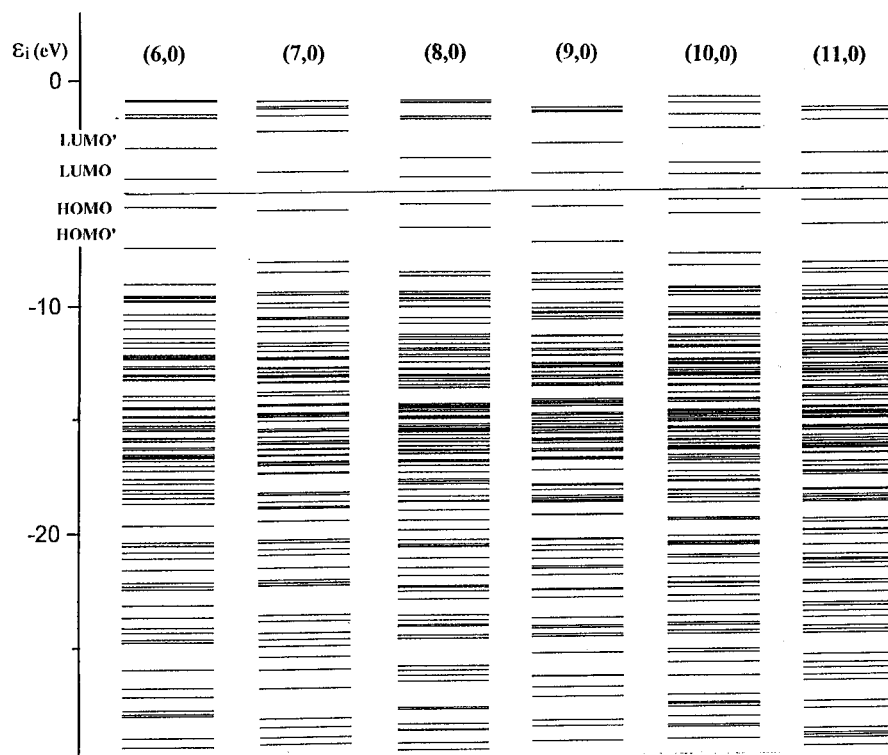 εi (eV) (6,0) (7,0) (8,0) (9,0) (10,0) (11,0)
0
LUMO'
LUMO
HOMO
HOMO'
-10
-20